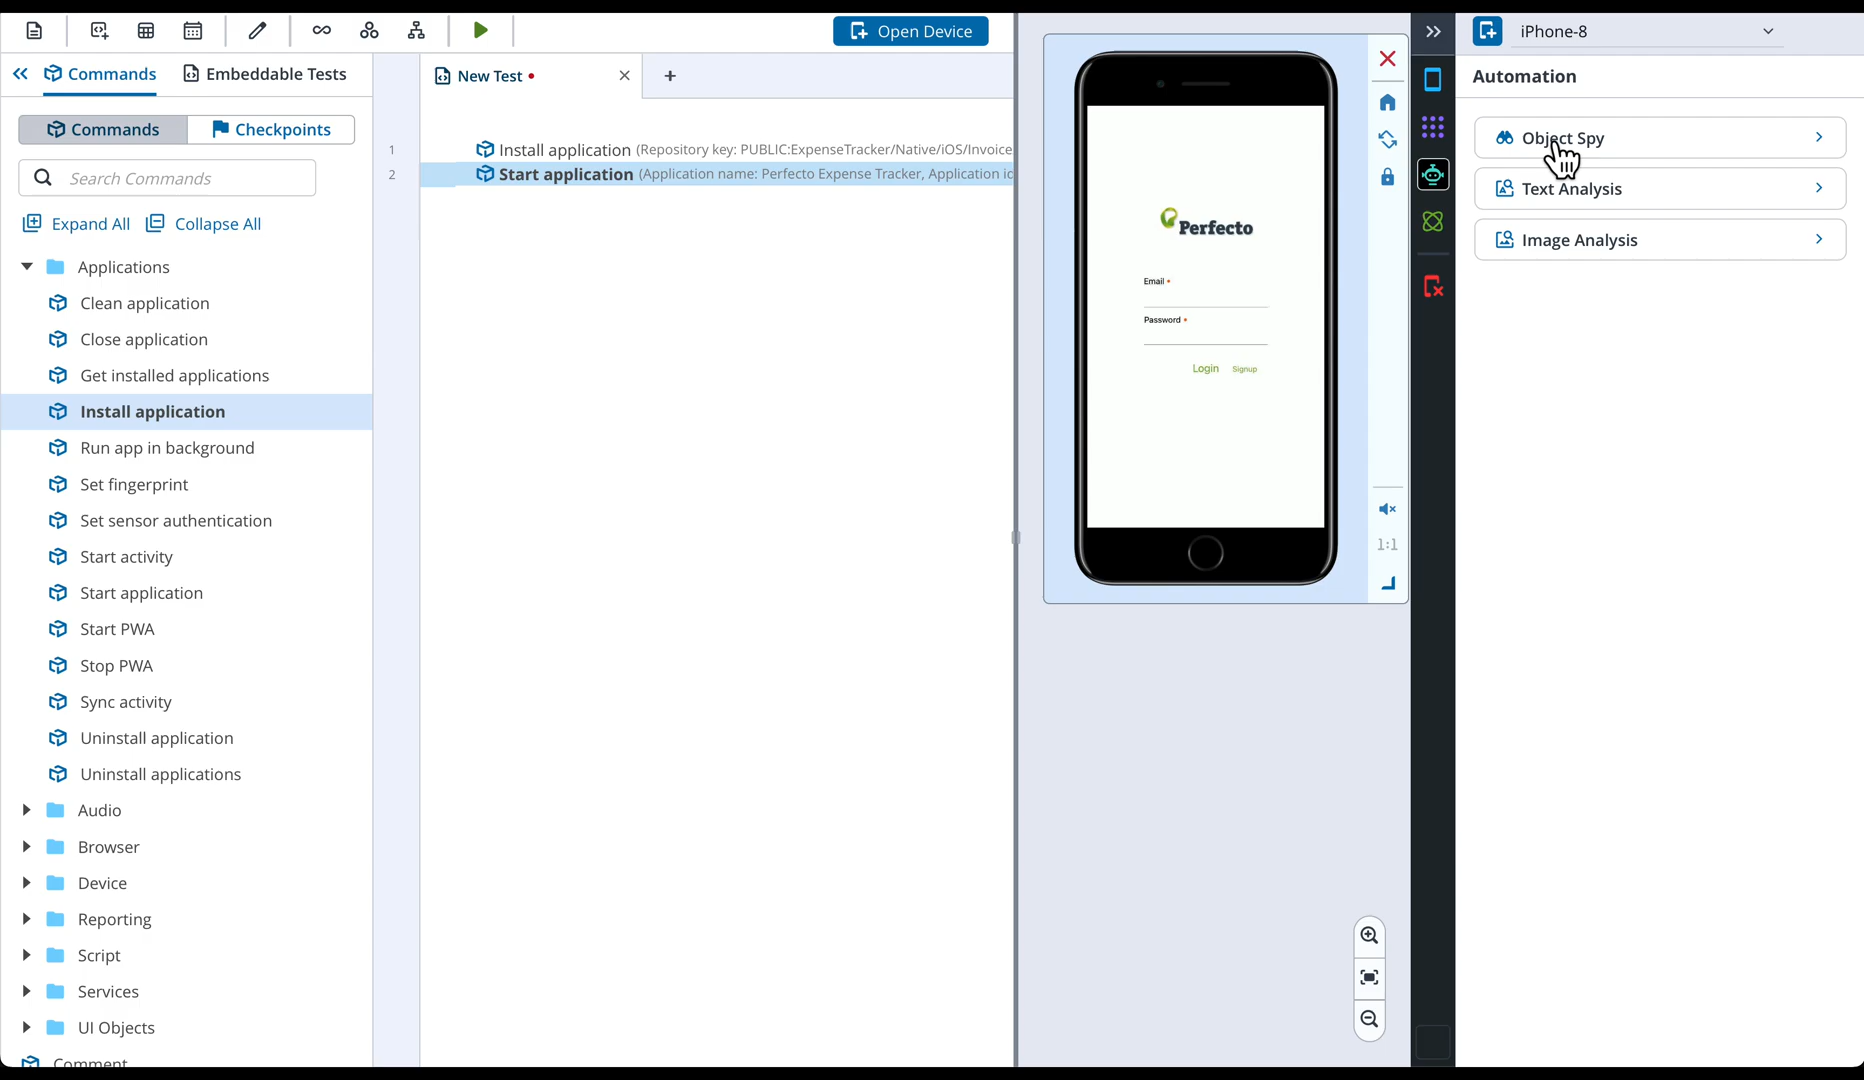 Open Device
iPhone-8
Commands
Embeddable Tests
New Test •
Automation
Commands
Checkpoints
Object Spy
1
Install application (Repository key: PUBLIC:ExpenseTracker/Native/iOS/Invoice
2
Start application (Application name: Perfecto Expense Tracker, Application id
Search Commands
Text Analysis
Expand All
Collapse All
Image Analysis
Perfecto
Email •
Password •
Login
Signup
Applications
Clean application
Close application
Get installed applications
Install application
Run app in background
Set fingerprint
Set sensor authentication
Start activity
Start application
Start PWA
Stop PWA
Sync activity
Uninstall application
Uninstall applications
Audio
Browser
Device
Reporting
Script
Services
UI Objects
Comment
1:1